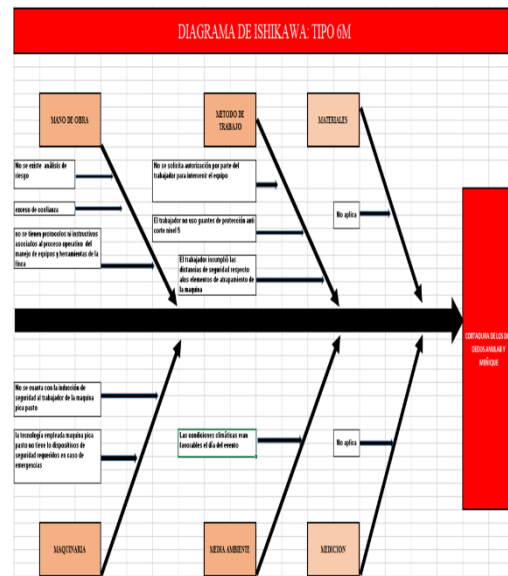 DIAGRAMA DE ISHIKAWA: TIPO 6M
MANO DE OBRA
METODO DE
TRABAJO
MATERIALES
No se existe análisis de
riesgo
exceso de confianza
no se tienen protocolos ni instructivos
asociados al proceso operativo del
manejo de equipos y herramientas de la
finca
No se solicita autorización por parte del
trabajador para intervenir el equipo
El trabajador no uso guantes de protección anti
corte nivel 5
El trabajador incumplió las
distancias de seguridad respecto
alos elementos de atrapamiento de
la maquina
No aplica
CORTADURA DE LOS DE
DEDOS ANULAR Y
MEÑIQUE
No se cuenta con la inducción de
seguridad al trabajador de la maquina
pica pasto
la tecnología empleada maquina pica
pasto no tiene lo dispositivos de
seguridad requeridos en caso de
emergencias
Las condiciones climáticas eran
favorables el día del evento
No aplica
MAQUINARIA
MEDIA AMBIENTE
MEDICION